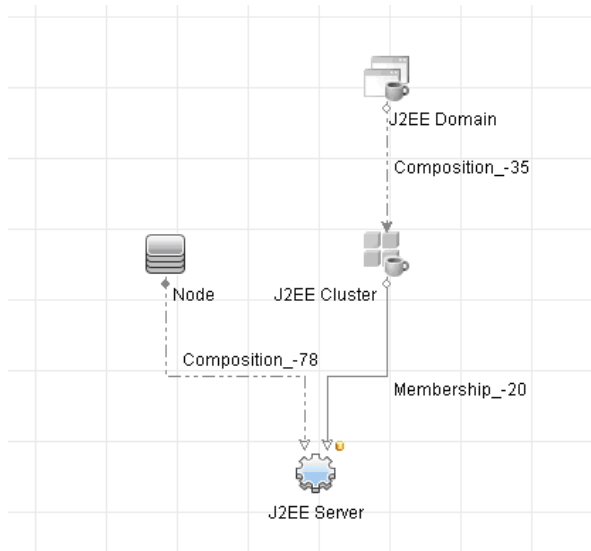 J2EE Domain
Composition_-35
Node
J2EE Cluster
Composition_-78
Membership_-20
J2EE Server